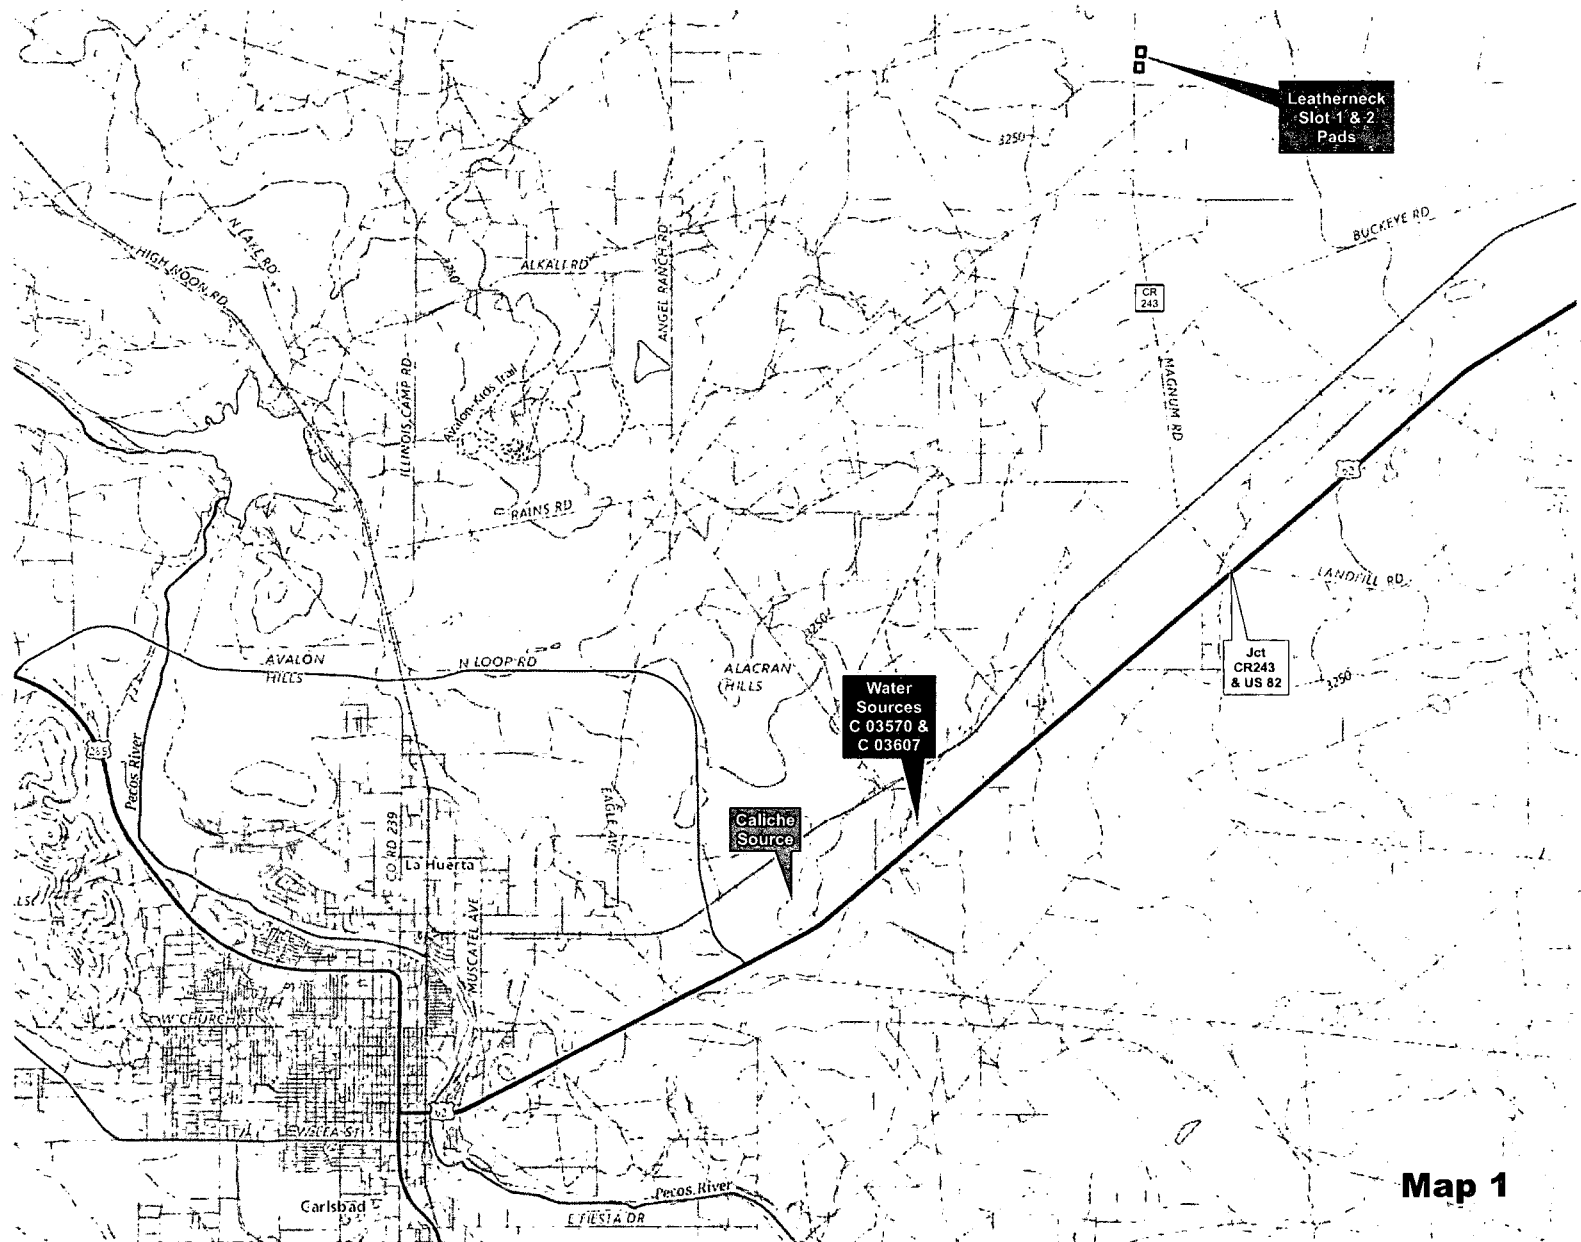 Leatherneck
Slot 1 & 2
Pads
3250
BUCKEYE RD
N LAKE RD
HIGH NOON RD
3250
ALKALI RD
ANGEL RANCH RD
CR
243
MAGNUM RD
ILLINOIS CAMP RD
Avalon-Kids Trail
RAINS RD
LANDFILL RD
3250
AVALON
HILLS
N LOOP RD
ALACRAN
HILLS
Jct
CR243
& US 82
3250
Water
Sources
C 03570 &
C 03607
285
Pecos River
EAGLE AVE
Caliche
Source
CO RD 239
La Huerta
MUSCATEL AVE
W CHURCH ST
Carlsbad
Pecos River
E FIESTA DR
Map 1